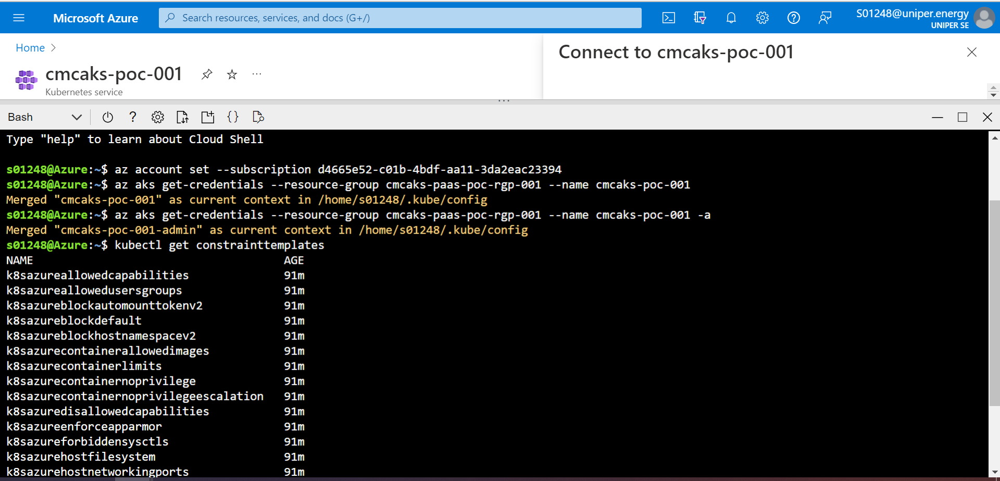 Microsoft Azure
Search resources, services, and docs (G+/)
S01248@uniper.energy
UNIPER SE
Home
cmcaks-poc-001
Kubernetes service
Connect to cmcaks-poc-001
Bash
Type "help" to learn about Cloud Shell
s01248@Azure:~$ az account set --subscription d4665e52-c01b-4bdf-aa11-3da2eac23394
s01248@Azure:~$ az aks get-credentials --resource-group cmcaks-paas-poc-rgp-001 --name cmcaks-poc-001
Merged "cmcaks-poc-001" as current context in /home/s01248/.kube/config
s01248@Azure:~$ az aks get-credentials --resource-group cmcaks-paas-poc-rgp-001 --name cmcaks-poc-001 -a
Merged "cmcaks-poc-001-admin" as current context in /home/s01248/.kube/config
s01248@Azure:~$ kubectl get constrainttemplates
NAME AGE
k8sazureallowedcapabilities 91m
k8sazureallowedusersgroups 91m
k8sazureblockautomounttokenv2 91m
k8sazureblockdefault 91m
k8sazureblockhostnamespacev2 91m
k8sazurecontainerallowedimages 91m
k8sazurecontainerlimits 91m
k8sazurecontainernoprivilege 91m
k8sazurecontainernoprivilegeescalation 91m
k8sazuredisallowedcapabilities 91m
k8sazureenforceapparmor 91m
k8sazureforbiddensysctls 91m
k8sazurehostfilesystem 91m
k8sazurehostnetworkingports 91m